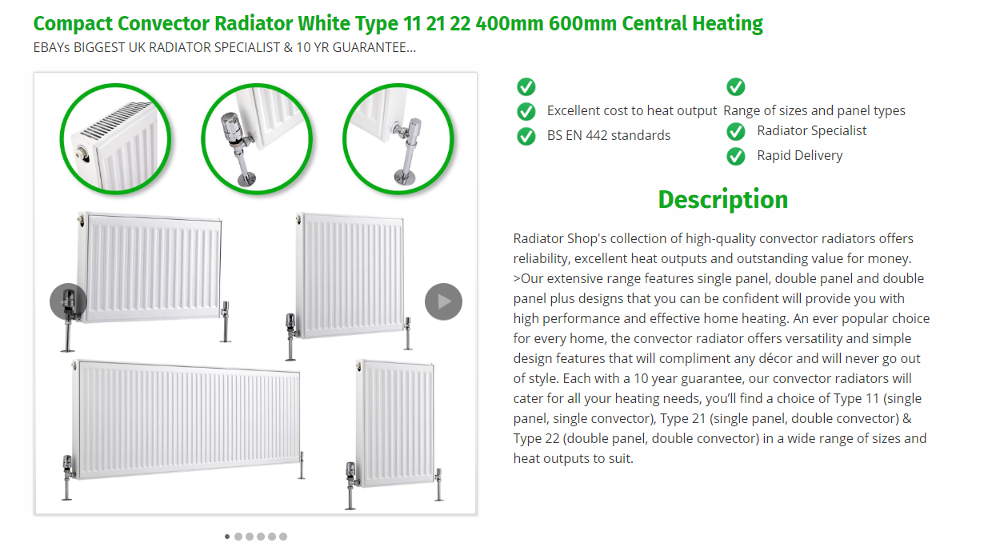 Compact Convector Radiator White Type 11 21 22 400mm 600mm Central Heating
EBAYs BIGGEST UK RADIATOR SPECIALIST & 10 YR GUARANTEE...
Excellent cost to heat output
BS EN 442 standards
Range of sizes and panel types
Radiator Specialist
Rapid Delivery
Description
Radiator Shop's collection of high-quality convector radiators offers
reliability, excellent heat outputs and outstanding value for money.
>Our extensive range features single panel, double panel and double
panel plus designs that you can be confident will provide you with
high performance and effective home heating. An ever popular choice
for every home, the convector radiator offers versatility and simple
design features that will compliment any décor and will never go out
of style. Each with a 10 year guarantee, our convector radiators will
cater for all your heating needs, you’ll find a choice of Type 11 (single
panel, single convector), Type 21 (single panel, double convector) &
Type 22 (double panel, double convector) in a wide range of sizes and
heat outputs to suit.